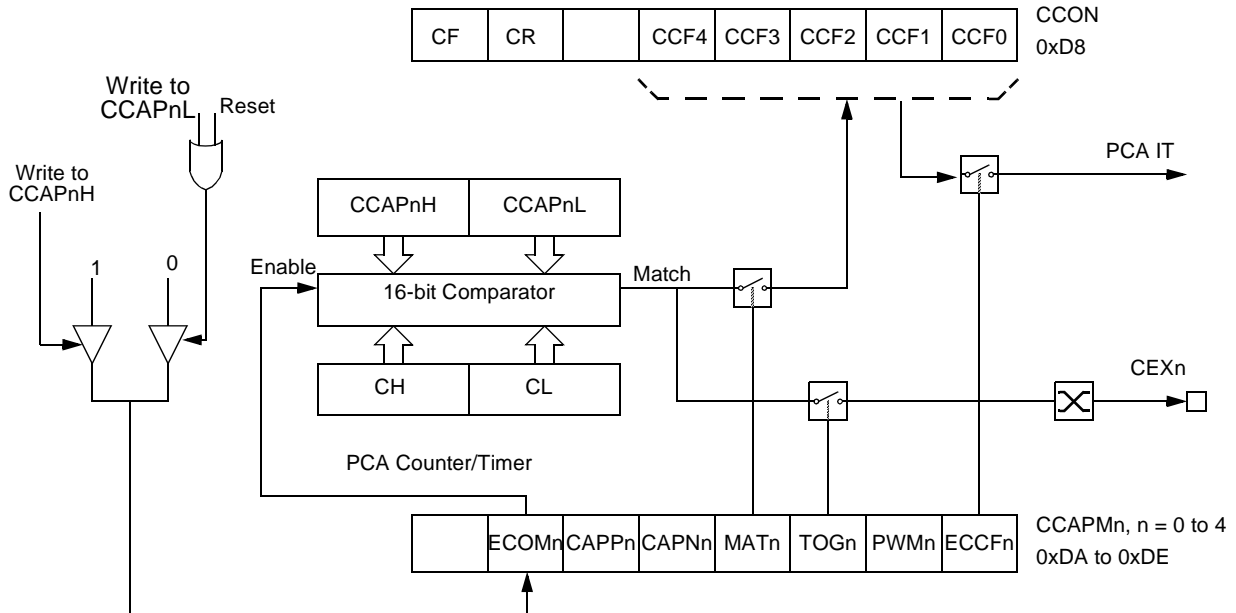 CF CR CCF4 CCF3 CCF2 CCF1 CCF0
CCON
0xD8
Write to
CCAPnL
Reset
PCA IT
Write to
CCAPnH
CCAPnH CCAPnL
1 0
Enable
16-bit Comparator
Match
CH CL
CEXn
PCA Counter/Timer
ECOMn CAPPn CAPNn MATn TOGn PWMn ECCFn
CCAPMn, n = 0 to 4
0xDA to 0xDE